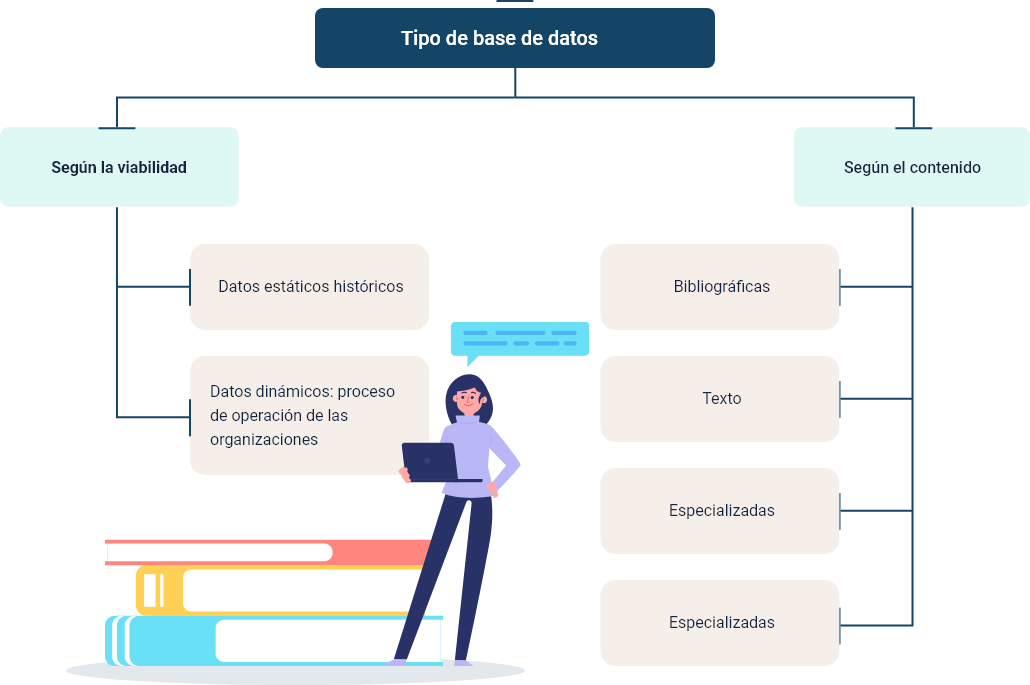 Tipo de base de datos
Según la viabilidad
Según el contenido
Datos estáticos históricos
Datos dinámicos: proceso
de operación de las
organizaciones
Bibliográficas
Texto
Especializadas
Especializadas